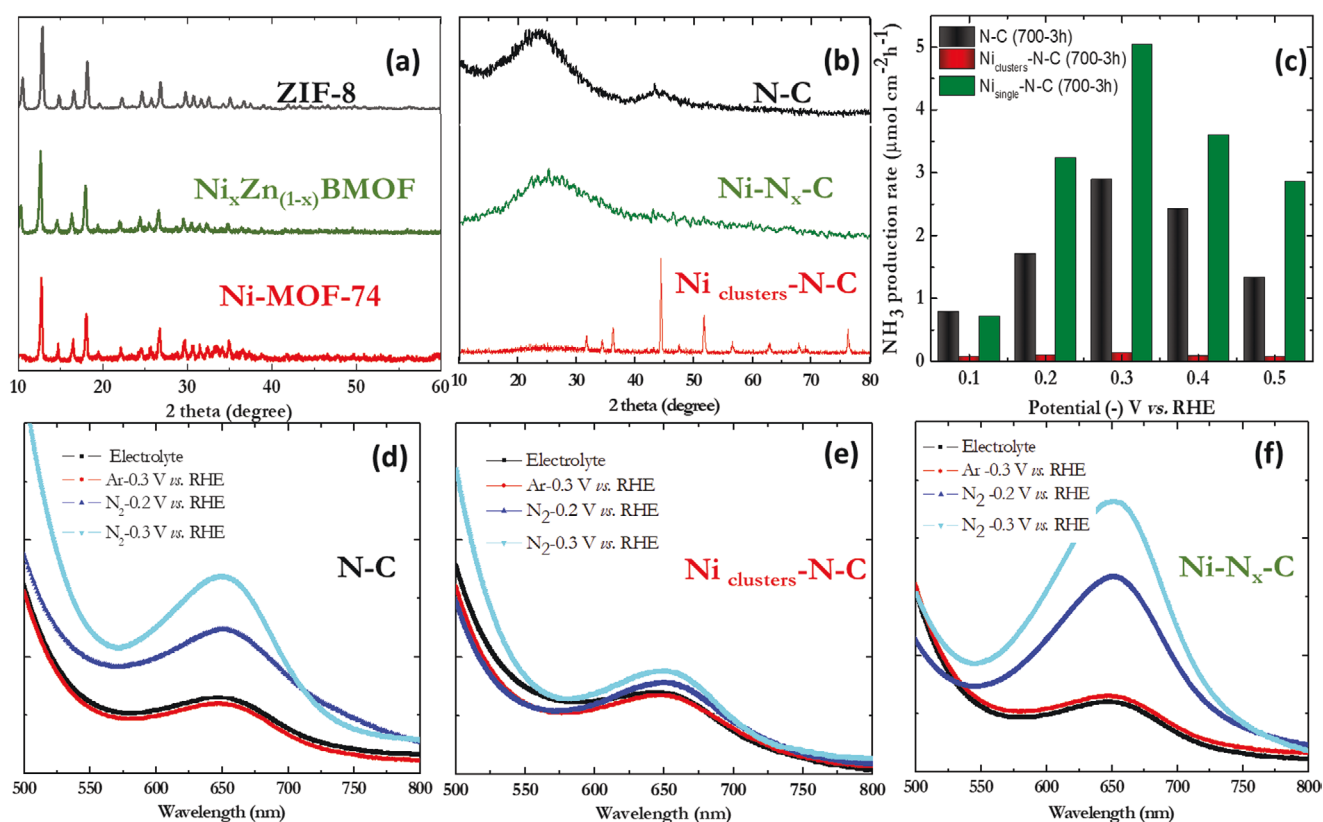 (a)
ZIF-8
NiₓZn₍₁₋ₓ₎BMOF
Ni-MOF-74
10 20 30 40 50 60
2 theta (degree)
(b)
N-C
Ni-Nₓ-C
Ni clusters-N-C
10 20 30 40 50 60 70 80
2 theta (degree)
(c)
N-C (700-3h)
Ni clusters-N-C (700-3h)
Ni single-N-C (700-3h)
NH₃ production rate (μmol cm⁻²h⁻¹)
5
4
3
2
1
0
0.1 0.2 0.3 0.4 0.5
Potential (-) V vs. RHE
(d)
Electrolyte
Ar-0.3 V vs. RHE
N₂-0.2 V vs. RHE
N₂-0.3 V vs. RHE
N-C
500 550 600 650 700 750 800
Wavelength (nm)
(e)
Electrolyte
Ar-0.3 V vs. RHE
N₂-0.2 V vs. RHE
N₂-0.3 V vs. RHE
Ni clusters-N-C
500 550 600 650 700 750 800
Wavelength (nm)
(f)
Electrolyte
Ar-0.3 V vs. RHE
N₂-0.2 V vs. RHE
N₂-0.3 V vs. RHE
Ni-Nₓ-C
500 550 600 650 700 750 800
Wavelength (nm)